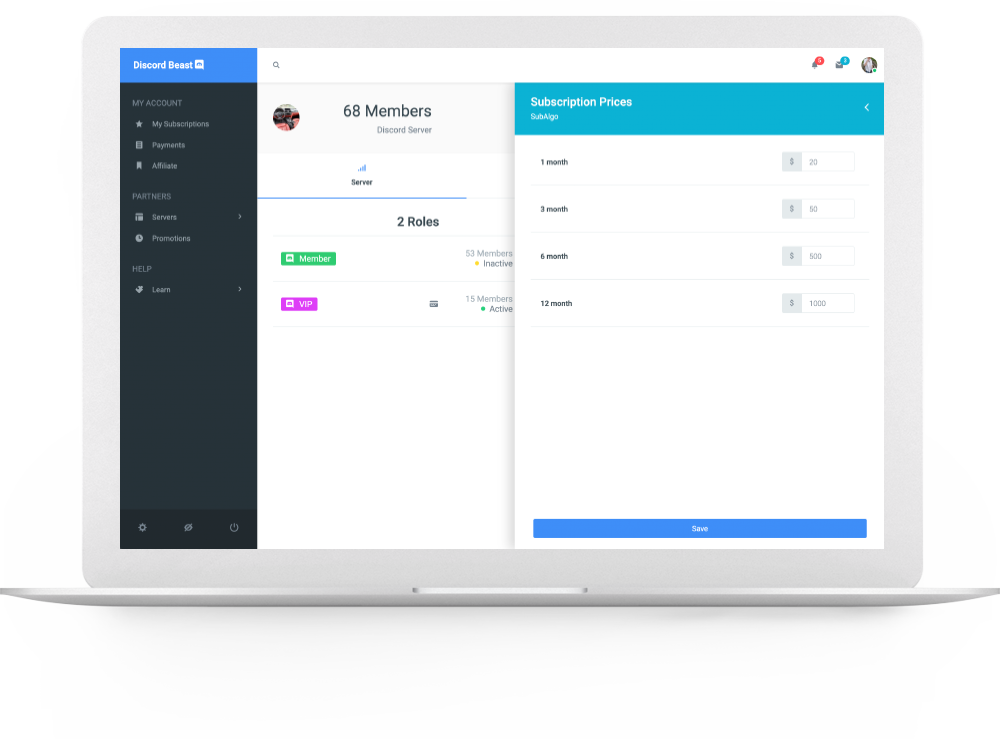 Discord Beast
5
3
MY ACCOUNT
My Subscriptions
Payments
Affiliate
PARTNERS
Servers
Promotions
HELP
Learn
68 Members
Discord Server
Server
2 Roles
Member
53 Members
Inactive
VIP
15 Members
Active
Subscription Prices
SubAlgo
1 month
$ 20
3 month
$ 50
6 month
$ 500
12 month
$ 1000
Save